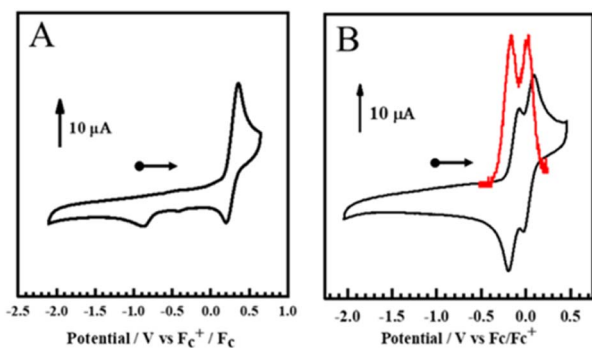 A
10 μA
-2.5 -2.0 -1.5 -1.0 -0.5 0.0 0.5 1.0
Potential / V vs Fc⁺ / Fc
B
10 μA
-2.0 -1.5 -1.0 -0.5 0.0 0.5
Potential / V vs Fc/Fc⁺